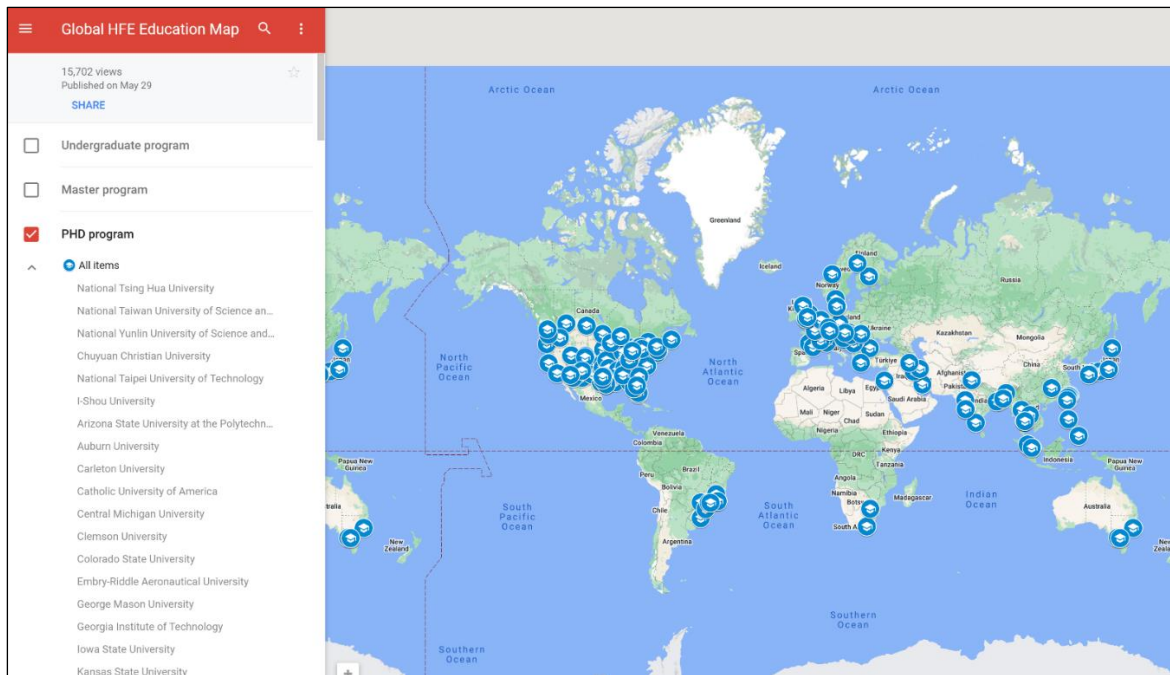 Global HFE Education Map
15,702 views
Published on May 29
SHARE
Undergraduate program
Master program
PHD program
All items
National Tsing Hua University
National Taiwan University of Science an...
National Yunlin University of Science and...
Chuyuan Christian University
National Taipei University of Technology
I-Shou University
Arizona State University at the Polytechn...
Auburn University
Carleton University
Catholic University of America
Central Michigan University
Clemson University
Colorado State University
Embry-Riddle Aeronautical University
George Mason University
Georgia Institute of Technology
Iowa State University
Kansas State University
Arctic Ocean
Arctic Ocean
Greenland
Iceland
Finland
Norway
Russia
Canada
Kazakhstan
Mongolia
Türkiye
China
North
Pacific
Ocean
North
Atlantic
Ocean
Algeria
Libya
Saudi Arabia
Mexico
Mali
Niger
Chad
Sudan
Nigeria
Ethiopia
Venezuela
Colombia
Kenya
DRC
Tanzania
Papua New
Guinea
Indonesia
Papua New
Guinea
Peru
Brazil
Bolivia
Angola
Namibia
Madagascar
Indian
Ocean
South
Pacific
Ocean
Chile
South
Atlantic
Ocean
Australia
Argentina
New
Zealand
Southern
Ocean
Southern
Ocean